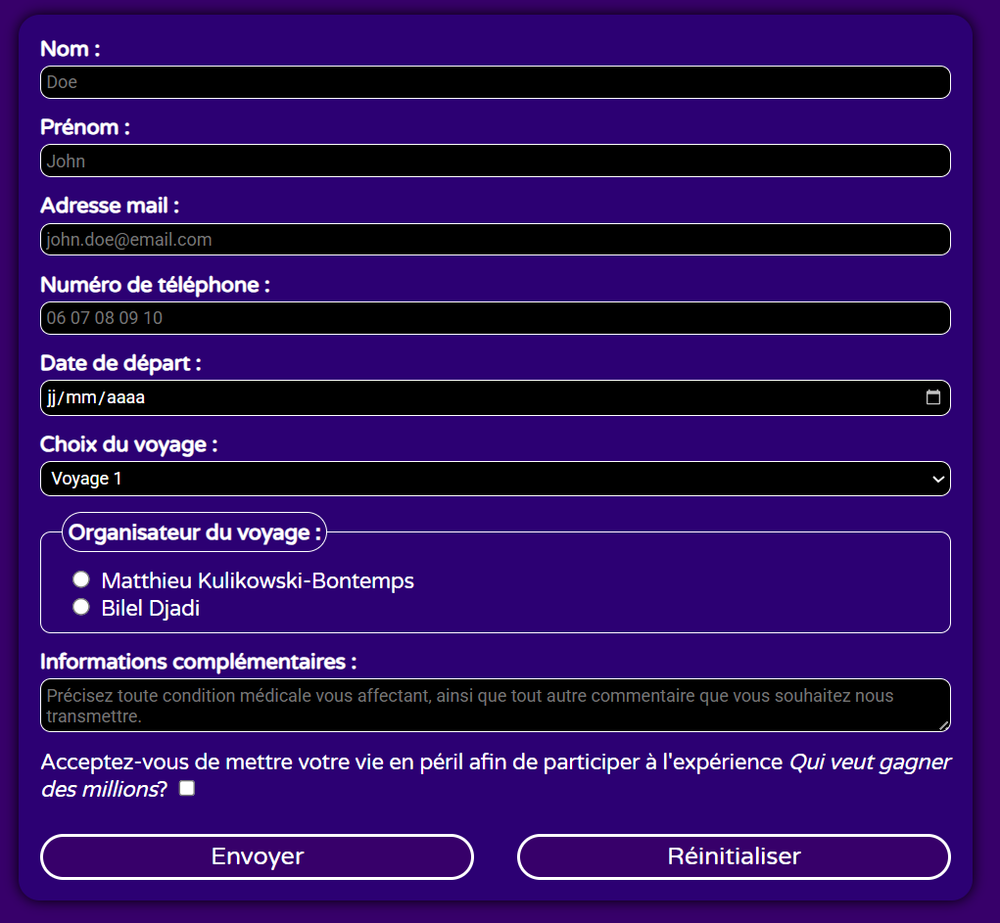 Nom :
Doe
Prénom :
John
Adresse mail :
john.doe@email.com
Numéro de téléphone :
06 07 08 09 10
Date de départ :
jj/mm/aaaa
Choix du voyage :
Voyage 1
Organisateur du voyage :
Matthieu Kulikowski-Bontemps
Bilel Djadi
Informations complémentaires :
Précisez toute condition médicale vous affectant, ainsi que tout autre commentaire que vous souhaitez nous
transmettre.
Acceptez-vous de mettre votre vie en péril afin de participer à l'expérience Qui veut gagner
des millions?
Envoyer
Réinitialiser